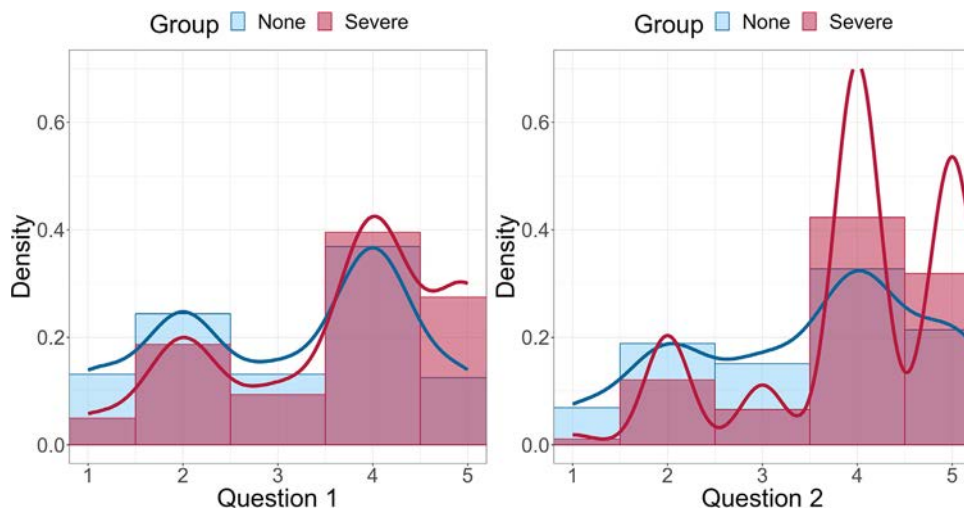 Group None Severe
Density
0.6
0.4
0.2
0.0
1 2 3 4 5
Question 1
Group None Severe
Density
0.6
0.4
0.2
0.0
1 2 3 4 5
Question 2